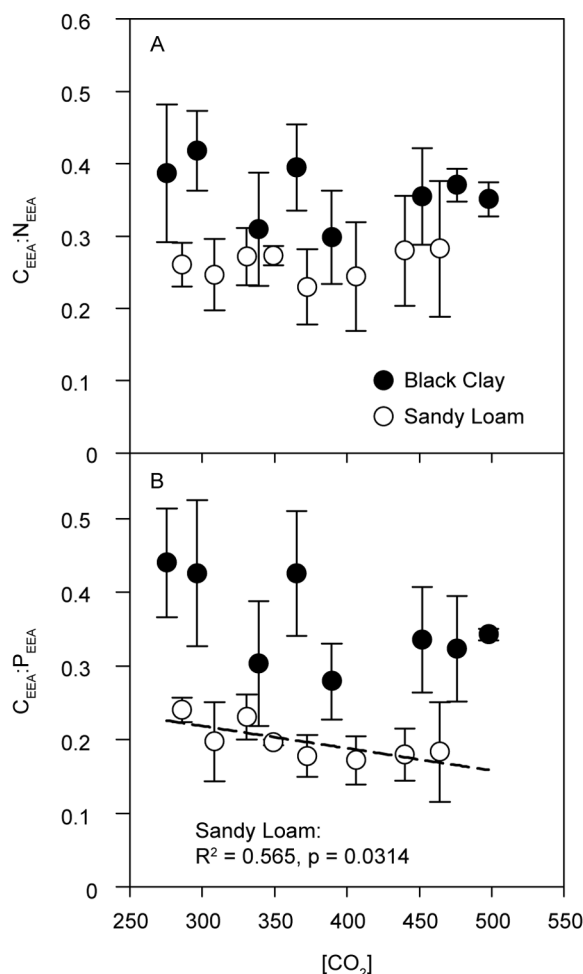 0.6
A
0.5
0.4
0.3
0.2
0.1
0
C_EEA:N_EEA
Black Clay
Sandy Loam
B
0.5
0.4
0.3
0.2
0.1
0
C_EEA:P_EEA
Sandy Loam:
R² = 0.565, p = 0.0314
250 300 350 400 450 500 550
[CO₂]